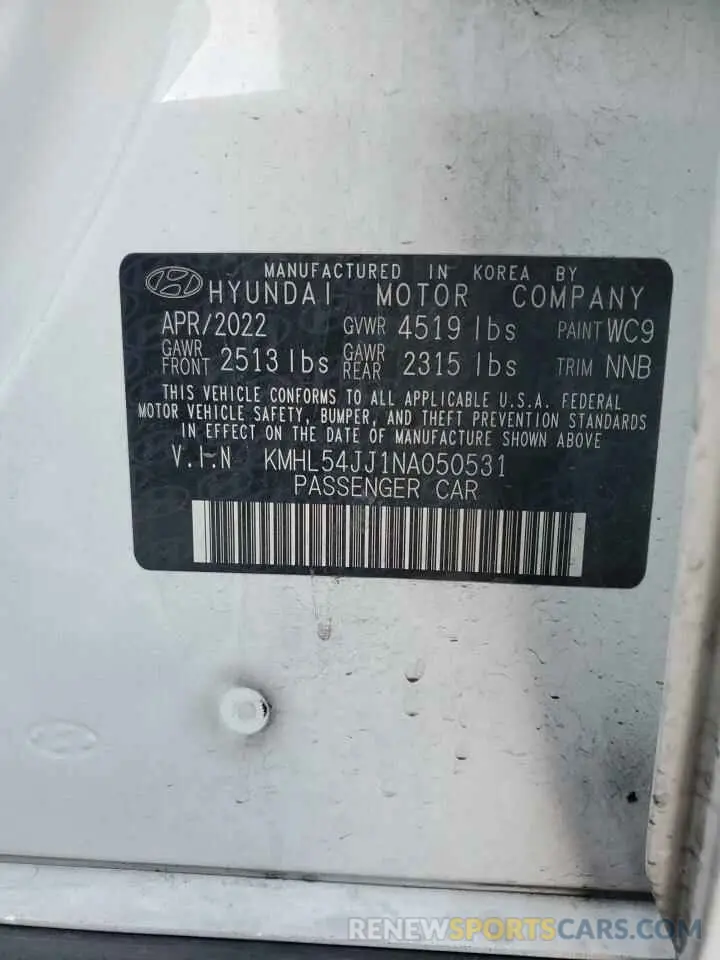 MANUFACTURED IN KOREA BY
HYUNDAI MOTOR COMPANY
APR/2022 GVWR 4519 lbs PAINT WC9
GAWR FRONT 2513 lbs GAWR REAR 2315 lbs TRIM NNB
THIS VEHICLE CONFORMS TO ALL APPLICABLE U.S.A. FEDERAL
MOTOR VEHICLE SAFETY, BUMPER, AND THEFT PREVENTION STANDARDS
IN EFFECT ON THE DATE OF MANUFACTURE SHOWN ABOVE
V.I.N KMHL54JJ1NA050531
PASSENGER CAR
RENEWSPORTSCARS.COM